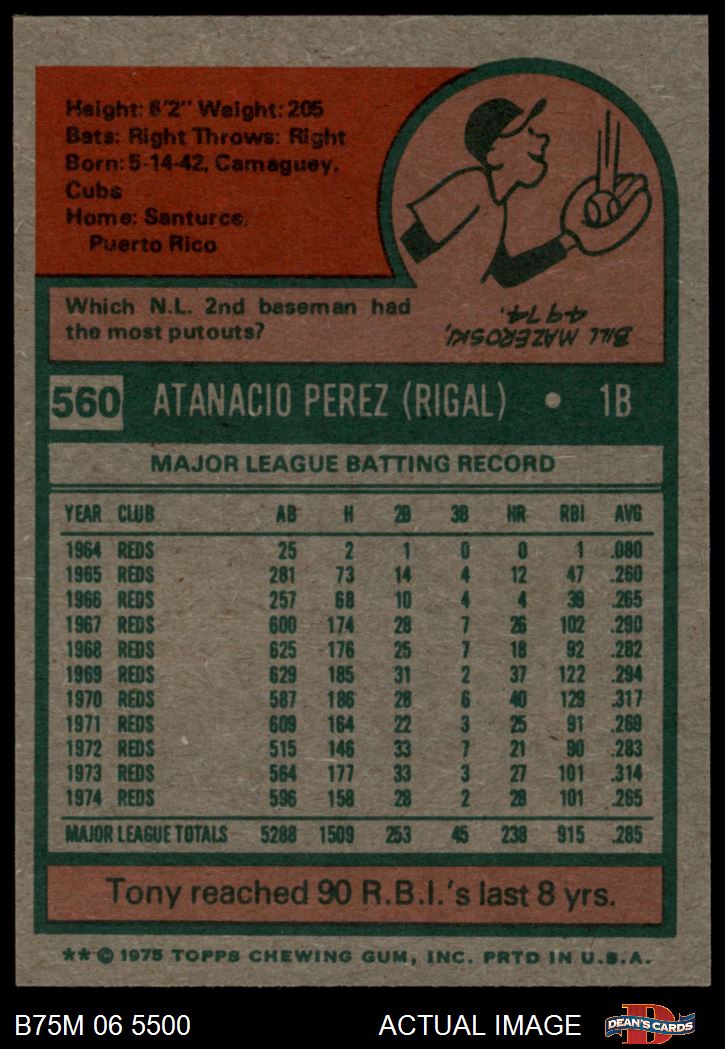 Height: 6'2" Weight: 205
Bats: Right Throws: Right
Born: 5-14-42, Camaguey,
Cuba
Home: Santurce,
Puerto Rico
Which N.L. 2nd baseman had
the most putouts?
BILL MAZEROSKI,
4974.
560 ATANACIO PEREZ (RIGAL) • 1B
MAJOR LEAGUE BATTING RECORD
YEAR CLUB AB H 2B 3B HR RBI AVG
1964 REDS 25 2 1 0 0 1 .080
1965 REDS 281 73 14 4 12 47 .260
1966 REDS 257 68 10 4 4 39 .265
1967 REDS 600 174 28 7 26 102 .290
1968 REDS 625 176 25 7 18 92 .282
1969 REDS 629 185 31 2 37 122 .294
1970 REDS 587 186 28 6 40 129 .317
1971 REDS 609 164 22 3 25 91 .269
1972 REDS 515 146 33 7 21 90 .283
1973 REDS 564 177 33 3 27 101 .314
1974 REDS 596 158 28 2 28 101 .265
MAJOR LEAGUE TOTALS 5288 1509 253 45 238 915 .285
Tony reached 90 R.B.I.'s last 8 yrs.
** © 1975 TOPPS CHEWING GUM, INC. PRTD IN U.S.A.
B75M 06 5500 ACTUAL IMAGE DEAN'S CARDS